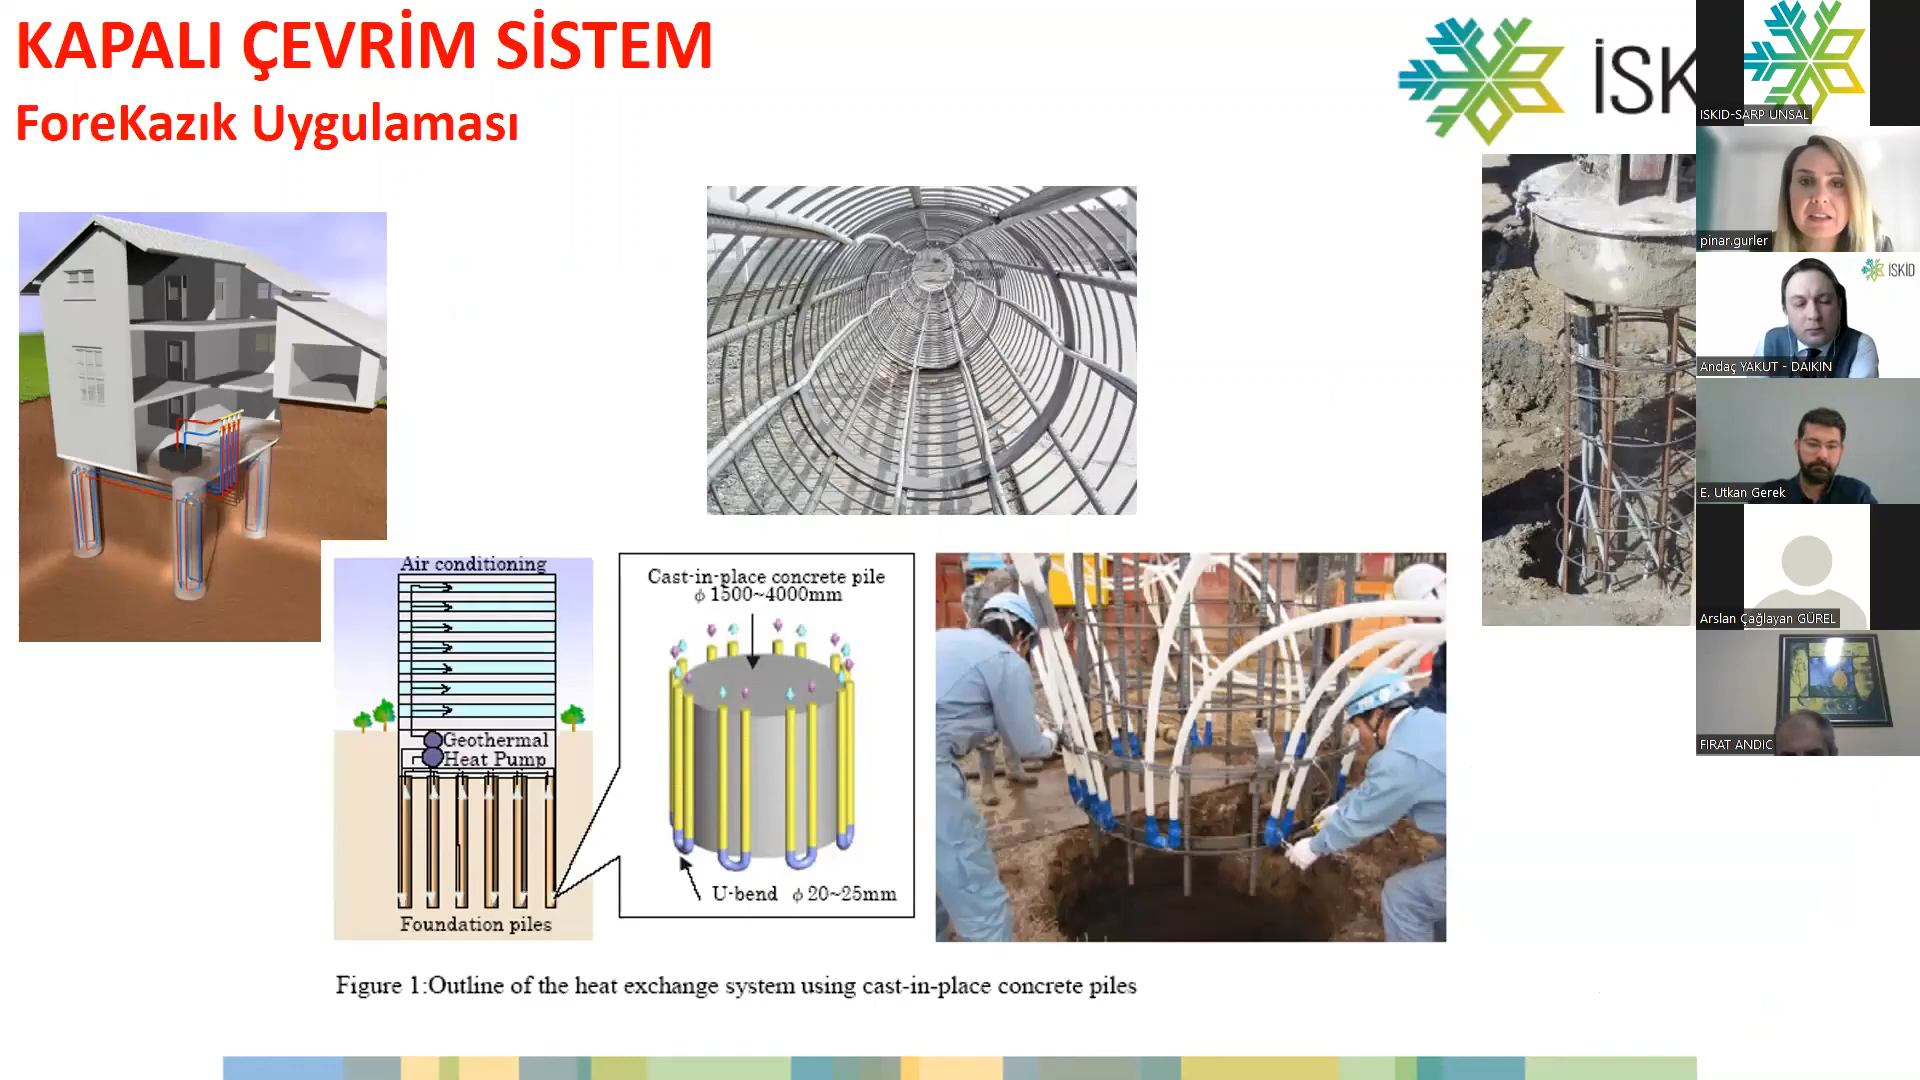 KAPALI ÇEVRİM SİSTEM
ForeKazık Uygulaması
İSK
ISKID-SARP UNSAL
pinar.gurler
İSKİD
Andaç YAKUT - DAIKIN
E. Utkan Gerek
Arslan Çağlayan GÜREL
FIRAT ANDIC
Air conditioning
Geothermal
Heat Pump
Foundation piles
Cast-in-place concrete pile
ϕ 1500~4000mm
U-bend ϕ 20~25mm
Figure 1:Outline of the heat exchange system using cast-in-place concrete piles